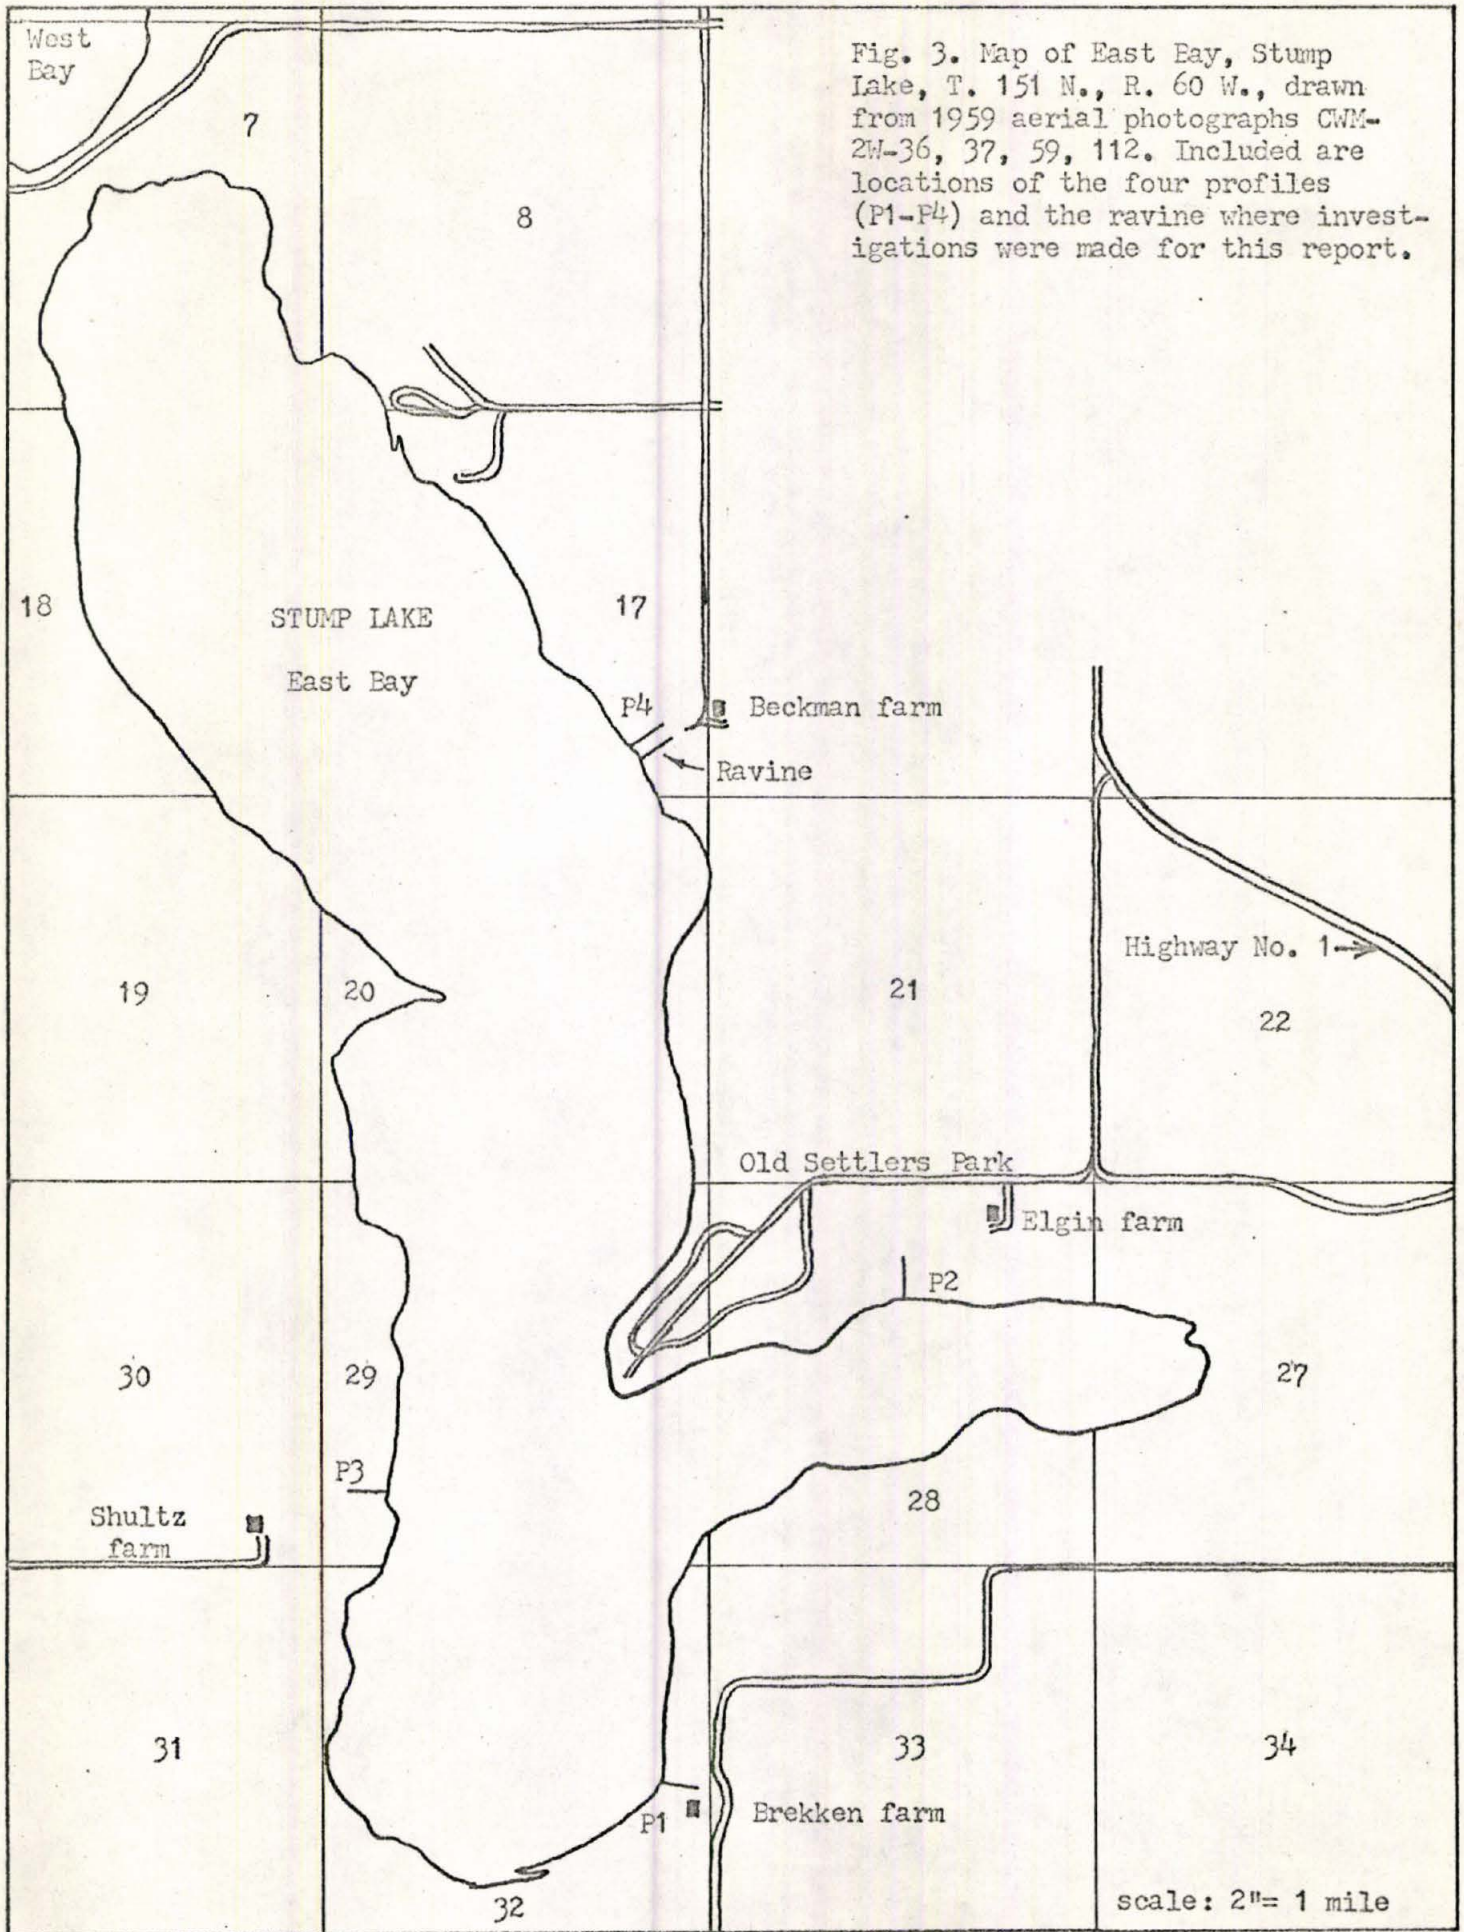 West
Bay
Fig. 3. Map of East Bay, Stump
Lake, T. 151 N., R. 60 W., drawn
from 1959 aerial photographs CWM-
2W-36, 37, 59, 112. Included are
locations of the four profiles
(P1-P4) and the ravine where invest-
igations were made for this report.
7
8
18
STUMP LAKE
East Bay
17
P4
Beckman farm
Ravine
Highway No. 1
19
20
21
22
Old Settlers Park
Elgin farm
P2
30
29
27
P3
28
Shultz
farm
31
33
34
P1
Brekken farm
32
scale: 2"= 1 mile